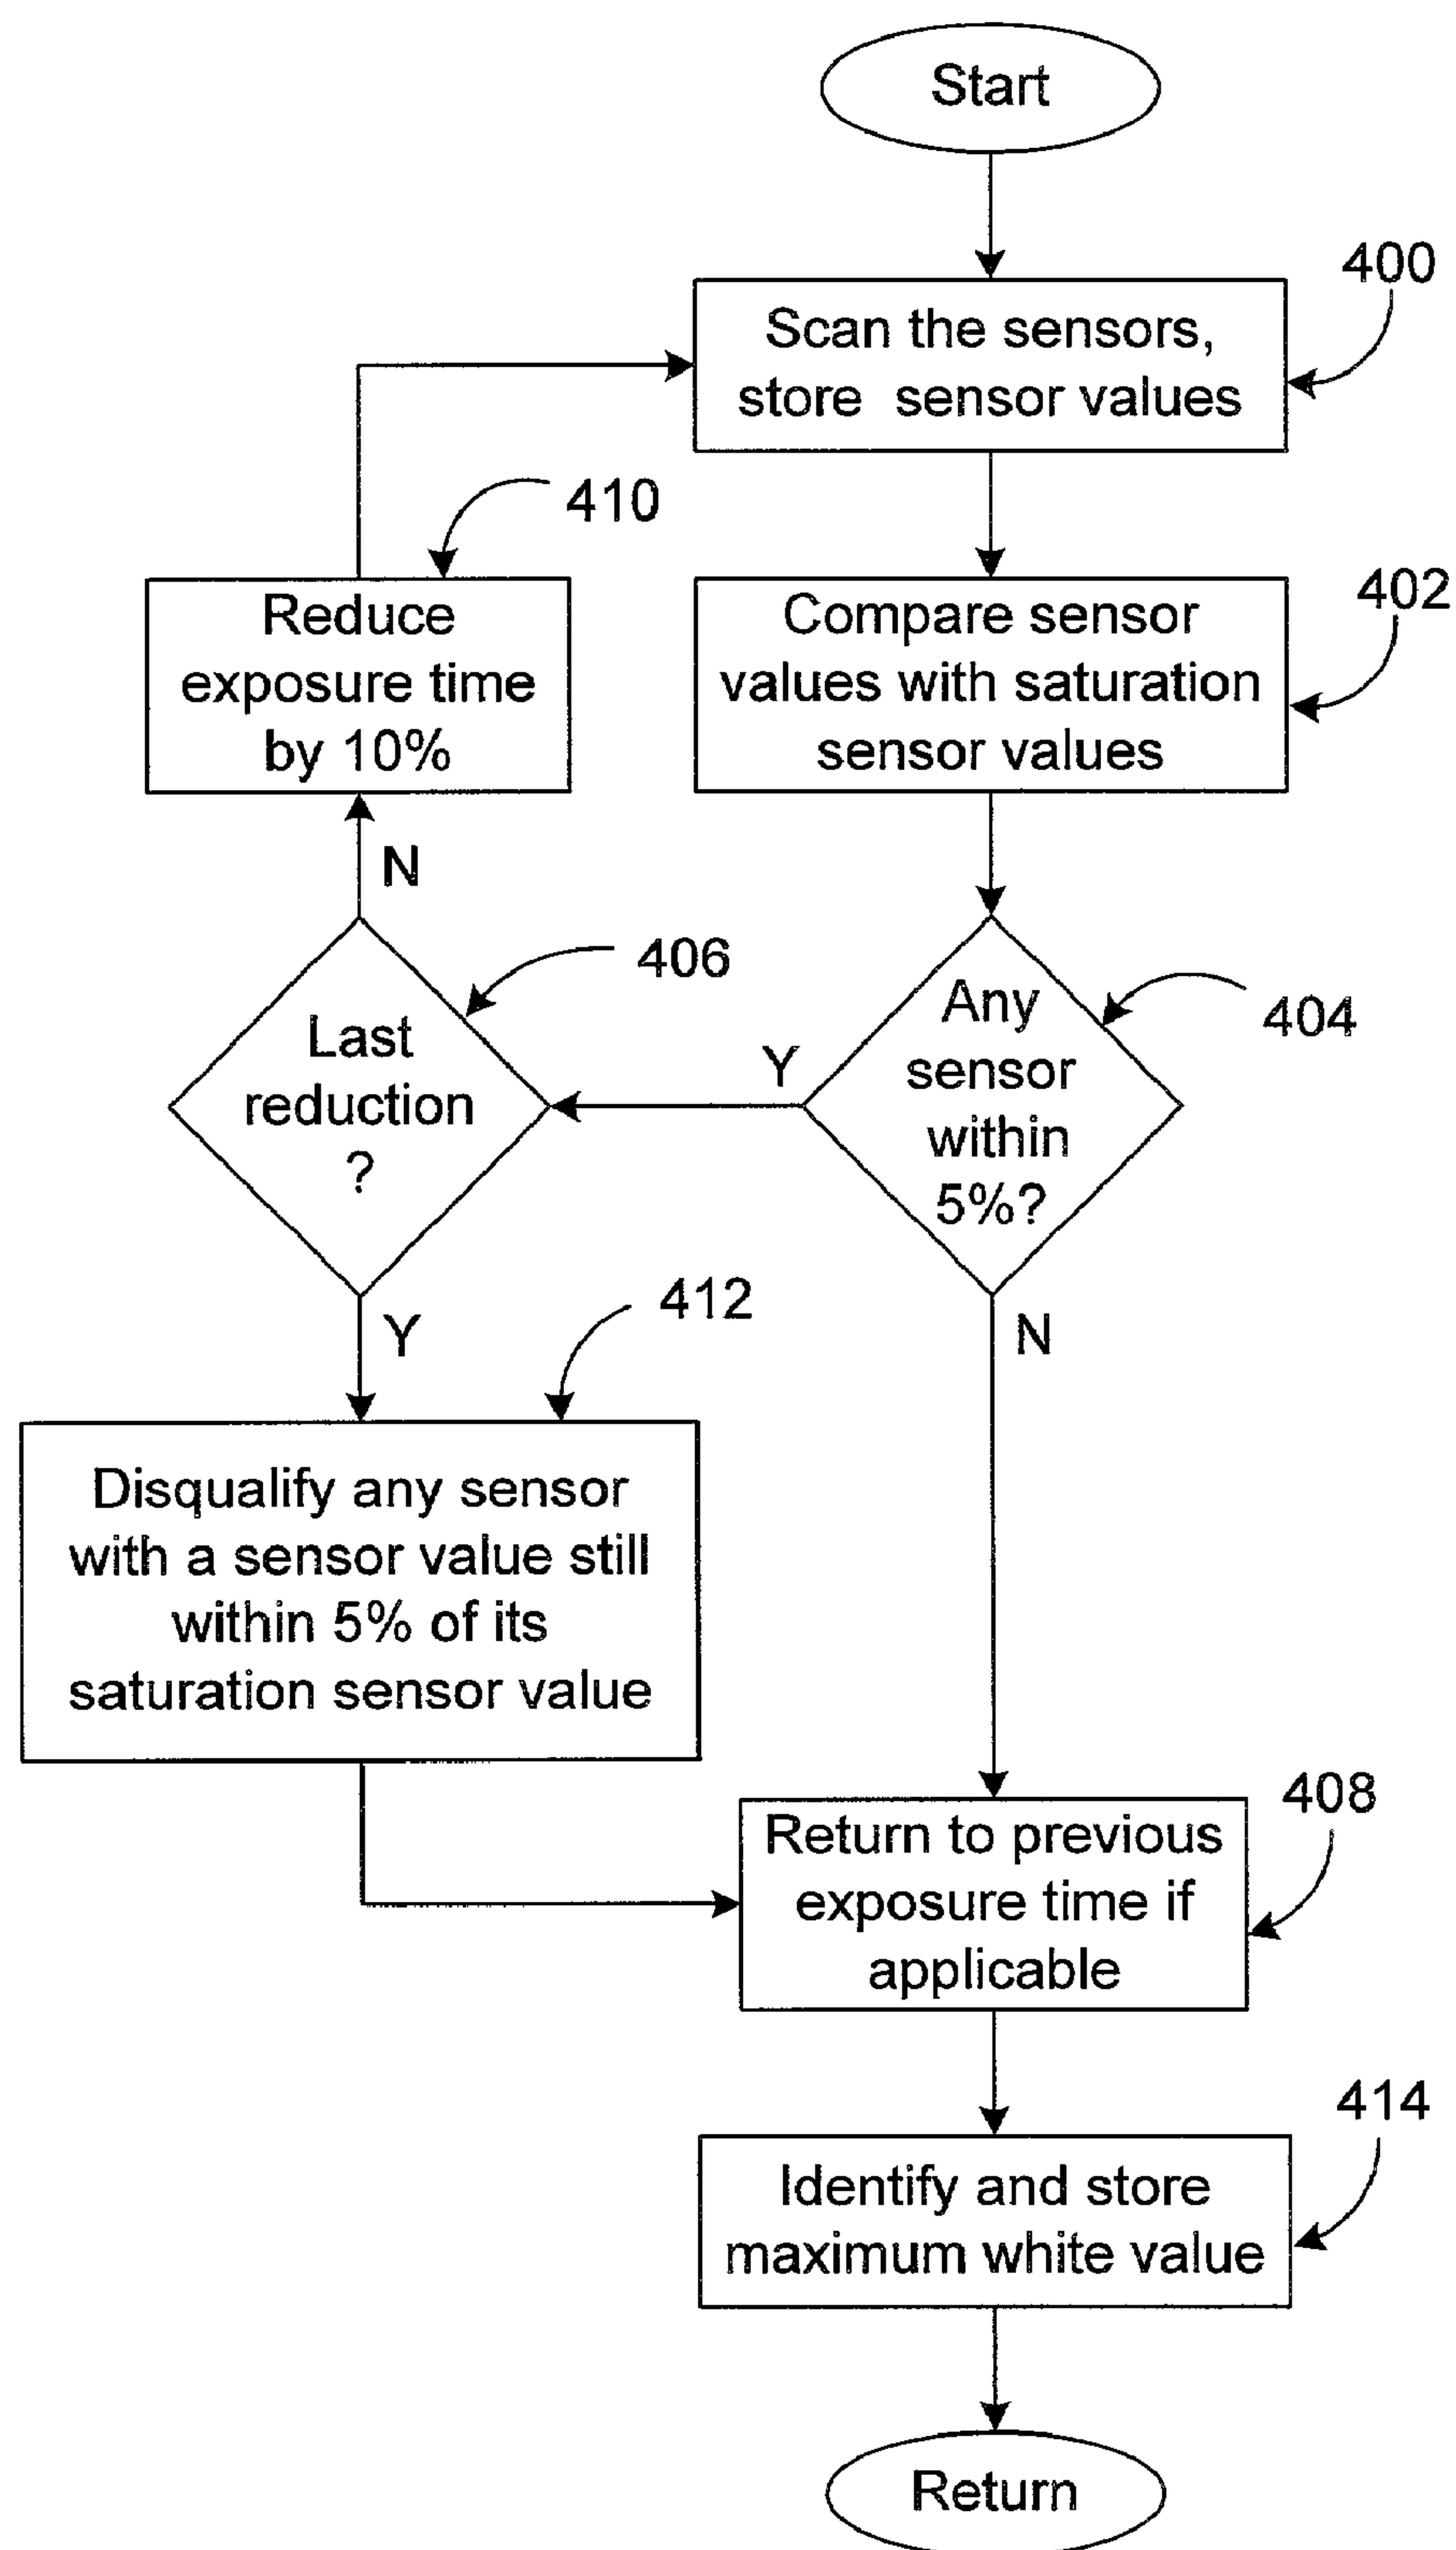 Start
400
Scan the sensors,
store sensor values
410
Reduce
exposure time
by 10%
402
Compare sensor
values with saturation
sensor values
N
406
Last
reduction
?
Y
404
Any
sensor
within
5%?
Y
412
N
Disqualify any sensor
with a sensor value still
within 5% of its
saturation sensor value
408
Return to previous
exposure time if
applicable
414
Identify and store
maximum white value
Return